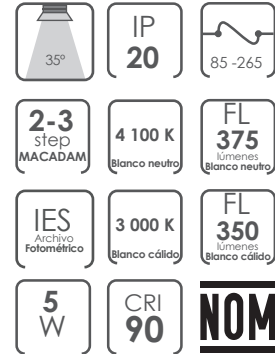 35º
IP
20
85 -265
2-3
step
MACADAM
4 100 K
Blanco neutro
FL
375
lúmenes
Blanco neutro
IES
Archivo
Fotométrico
3 000 K
Blanco cálido
FL
350
lúmenes
Blanco cálido
5
W
CRI
90
NOM